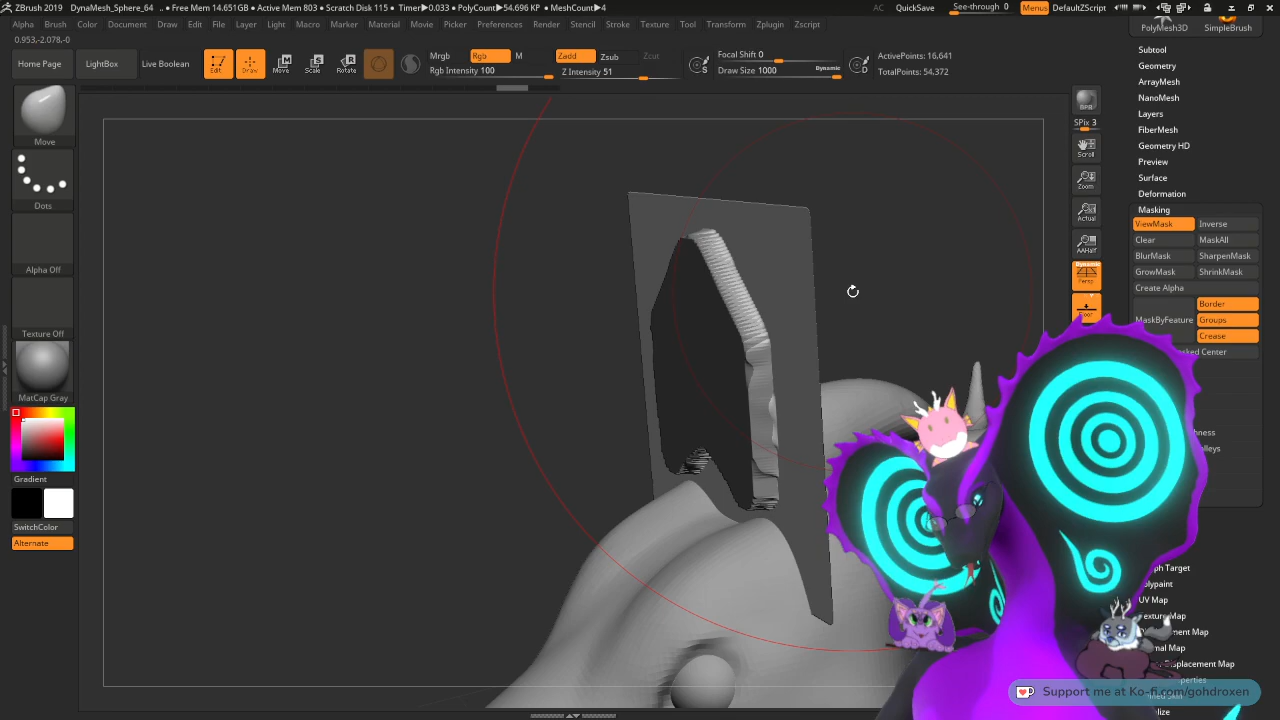 ZBrush 2019 DynaMesh_Sphere_64 .. • Free Mem 14.651GB • Active Mem 803 • Scratch Disk 115 • Timer▶0.033 • PolyCount▶54.696 KP • MeshCount▶4 AC QuickSave See-through 0 Menus DefaultZScript
Alpha Brush Color Document Draw Edit File Layer Light Macro Marker Material Movie Picker Preferences Render Stencil Stroke Texture Tool Transform Zplugin Zscript
0.953,-2.078,-0
Home Page LightBox Live Boolean Edit Draw Move Scale Rotate
Mrgb Rgb M
Rgb Intensity 100
Zadd Zsub Zcut
Z Intensity 51
Focal Shift 0
Draw Size 1000 Dynamic
S
D
ActivePoints: 16,641
TotalPoints: 54,372
Move
Dots
Alpha Off
Texture Off
MatCap Gray
Gradient
SwitchColor
Alternate
BPR
SPix 3
Scroll
Zoom
Actual
AAHalf
Dynamic
Persp
Floor
PolyMesh3D SimpleBrush
Subtool
Geometry
ArrayMesh
NanoMesh
Layers
FiberMesh
Geometry HD
Preview
Surface
Deformation
Masking
ViewMask Inverse
Clear MaskAll
BlurMask SharpenMask
GrowMask ShrinkMask
Create Alpha
Border
MaskByFeature Groups
Crease
Center
UV Map
Support me at Ko-fi.com/gohdroxen